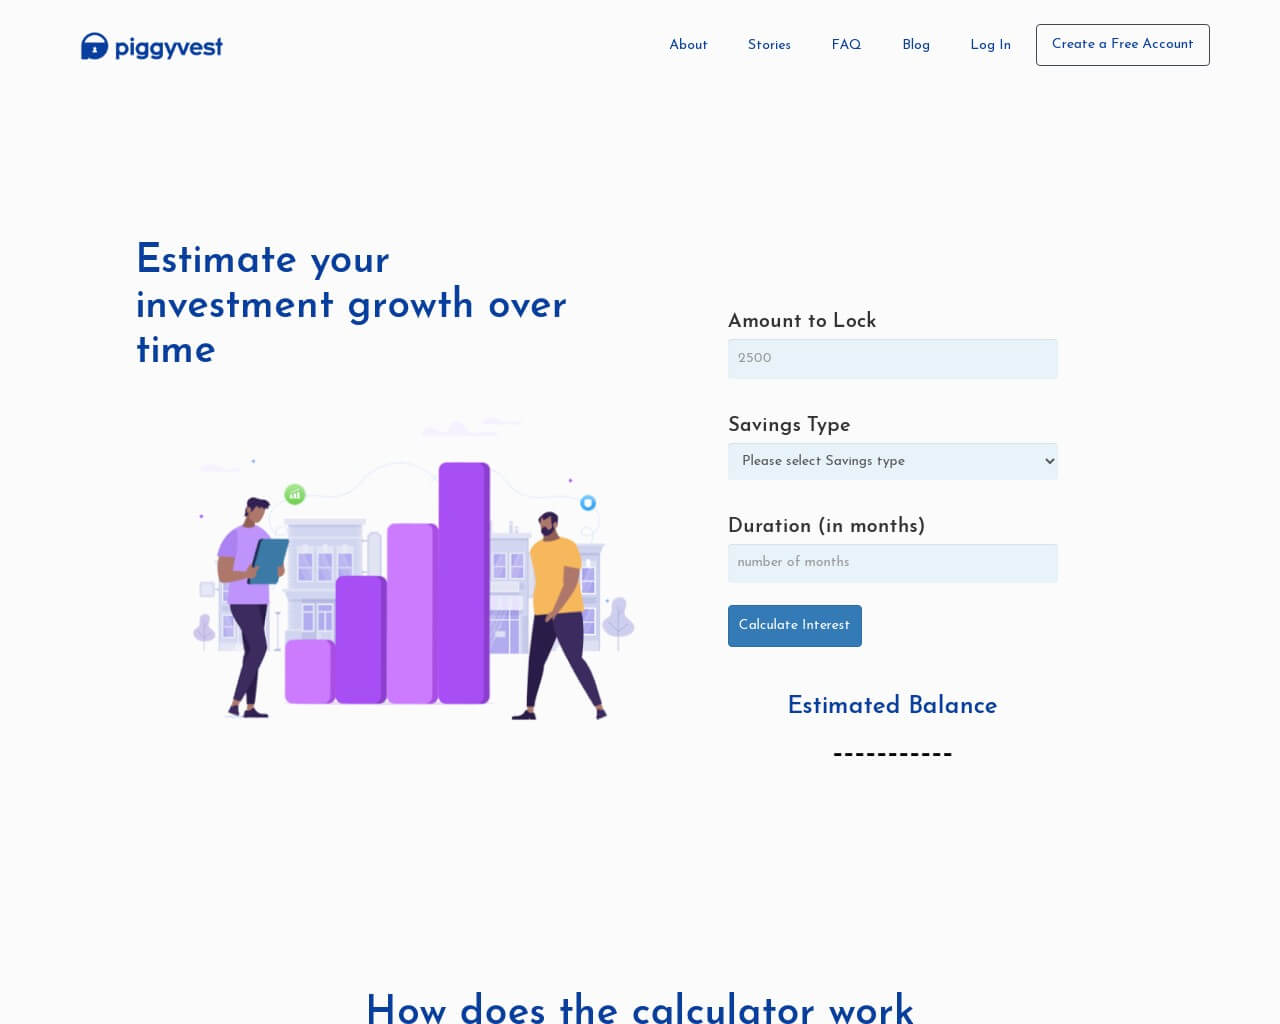 piggyvest
About
Stories
FAQ
Blog
Log In
Create a Free Account
Estimate your
investment growth over
time
Amount to Lock
2500
Savings Type
Please select Savings type
Duration (in months)
number of months
Calculate Interest
Estimated Balance
-----------
How does the calculator work